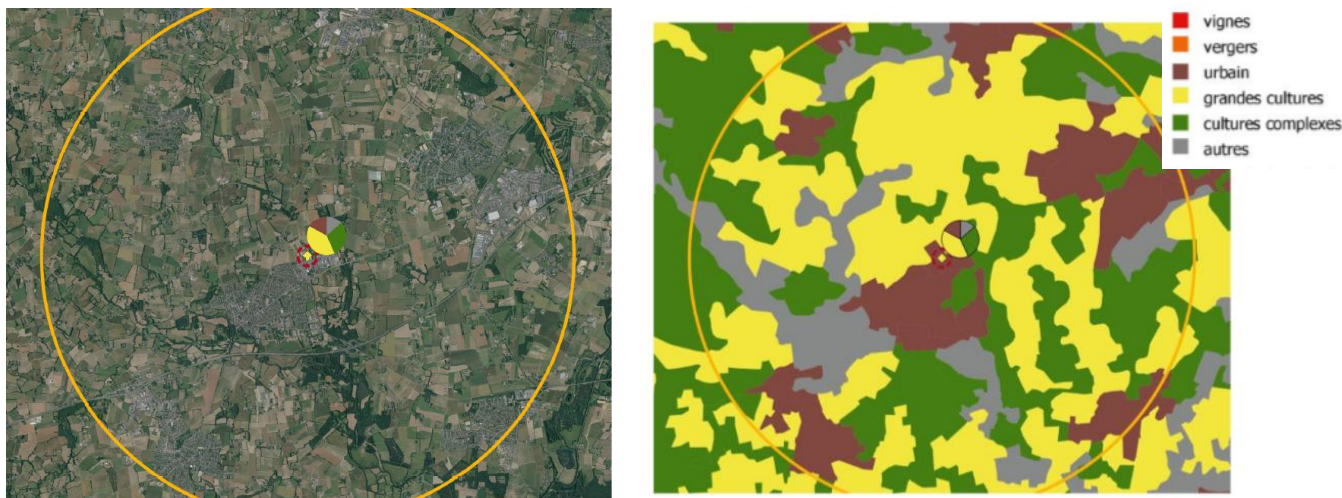 vignes
vergers
urbain
grandes cultures
cultures complexes
autres